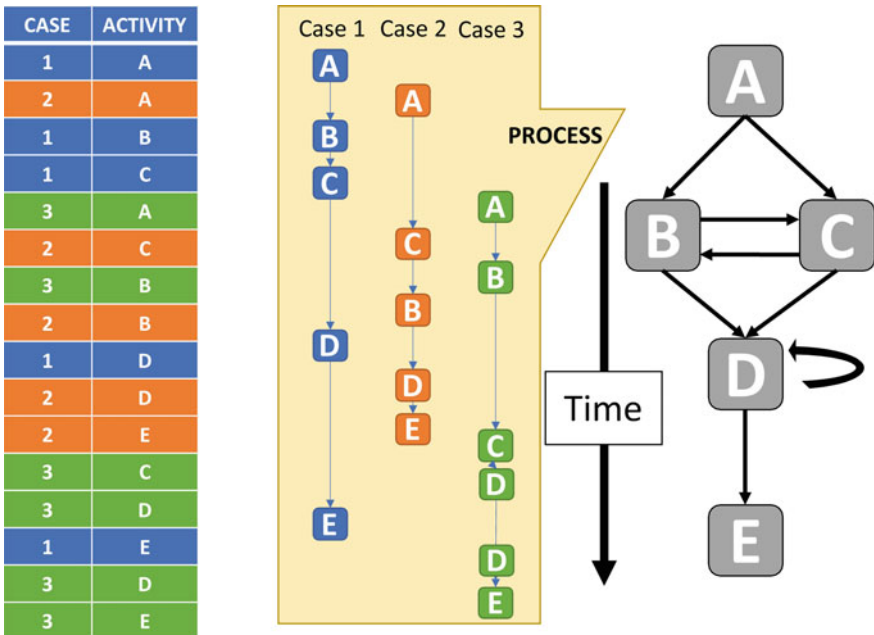 CASE ACTIVITY
1 A
2 A
1 B
1 C
3 A
2 C
3 B
2 B
1 D
2 D
2 E
3 C
3 D
1 E
3 D
3 E
Case 1 Case 2 Case 3
A
A
B
C
A
C
B
B
D
D
E
C
D
E
D
E
PROCESS
Time
A
B C
D
E